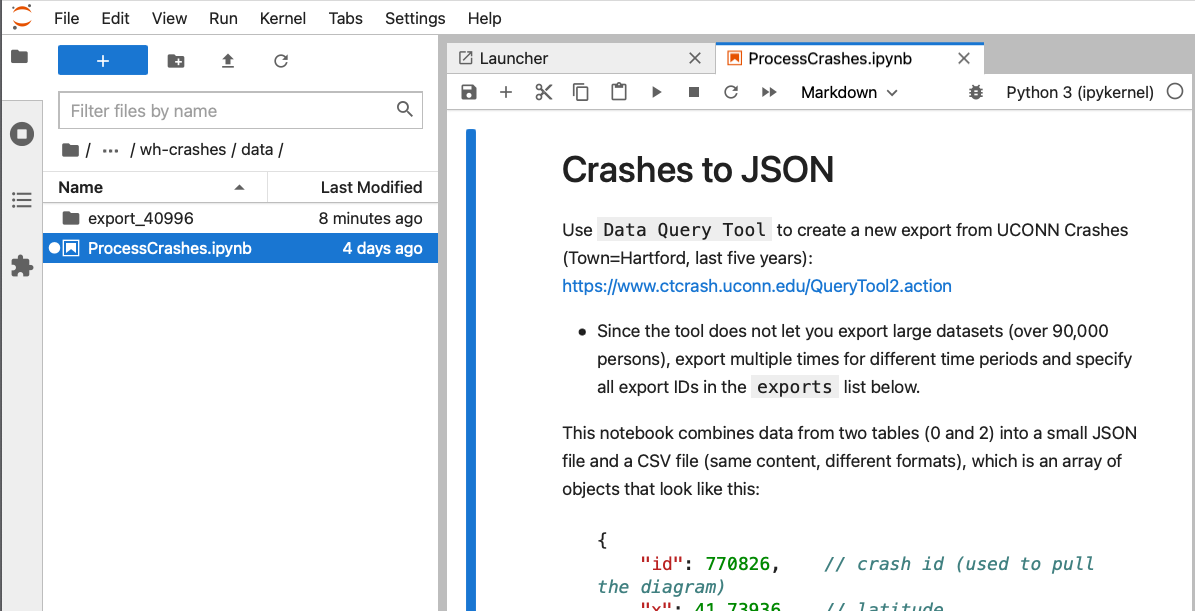 File Edit View Run Kernel Tabs Settings Help
Filter files by name
/ ··· / wh-crashes / data /
Name Last Modified
export_40996 8 minutes ago
ProcessCrashes.ipynb 4 days ago
Launcher ProcessCrashes.ipynb
Markdown Python 3 (ipykernel)
Crashes to JSON
Use Data Query Tool to create a new export from UCONN Crashes
(Town=Hartford, last five years):
https://www.ctcrash.uconn.edu/QueryTool2.action
• Since the tool does not let you export large datasets (over 90,000
persons), export multiple times for different time periods and specify
all export IDs in the exports list below.
This notebook combines data from two tables (0 and 2) into a small JSON
file and a CSV file (same content, different formats), which is an array of
objects that look like this:
{
"id": 770826, // crash id (used to pull
the diagram)
"x": 41.73936, // latitude